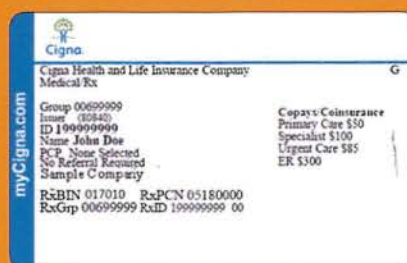 myCigna.com
Cigna
Cigna Health and Life Insurance Company
Medical/Rx
G
Group 00699999
Issuer (80840)
ID 199999999
Name John Doe
PCP None Selected
No Referral Required
Sample Company
Copays/Coinsurance
Primary Care $50
Specialist $100
Urgent Care $85
ER $300
RxBIN 017010 RxPCN 05180000
RxGrp 00699999 RxID 199999999 00